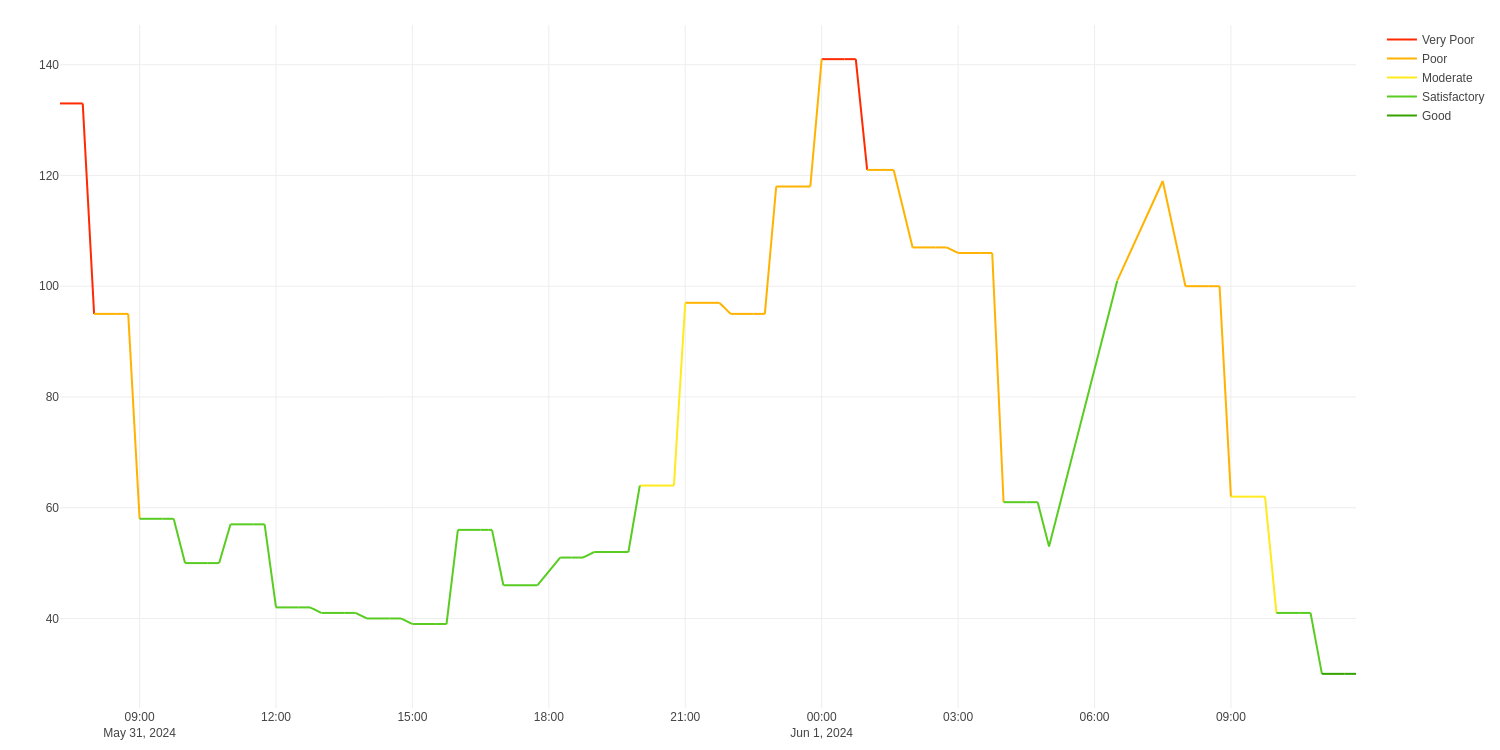 140
120
100
80
60
40
09:00
May 31, 2024
12:00
15:00
18:00
21:00
00:00
Jun 1, 2024
03:00
06:00
09:00
Very Poor
Poor
Moderate
Satisfactory
Good